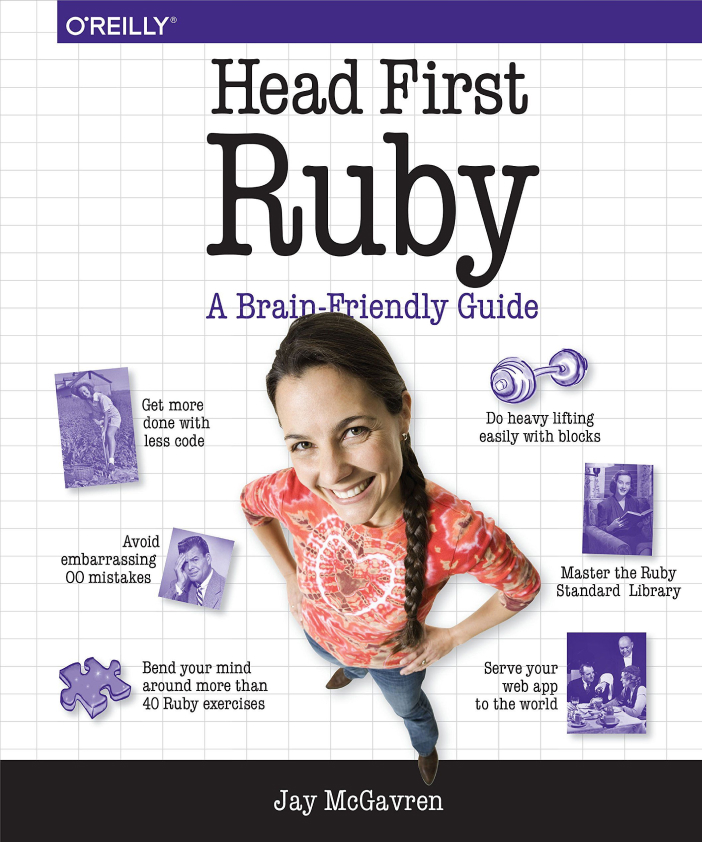 O'REILLY®
Head First
Ruby
A Brain-Friendly Guide
Get more
done with
less code
Do heavy lifting
easily with blocks
Avoid
embarrassing
OO mistakes
Master the Ruby
Standard Library
Bend your mind
around more than
40 Ruby exercises
Serve your
web app
to the world
Jay McGavren